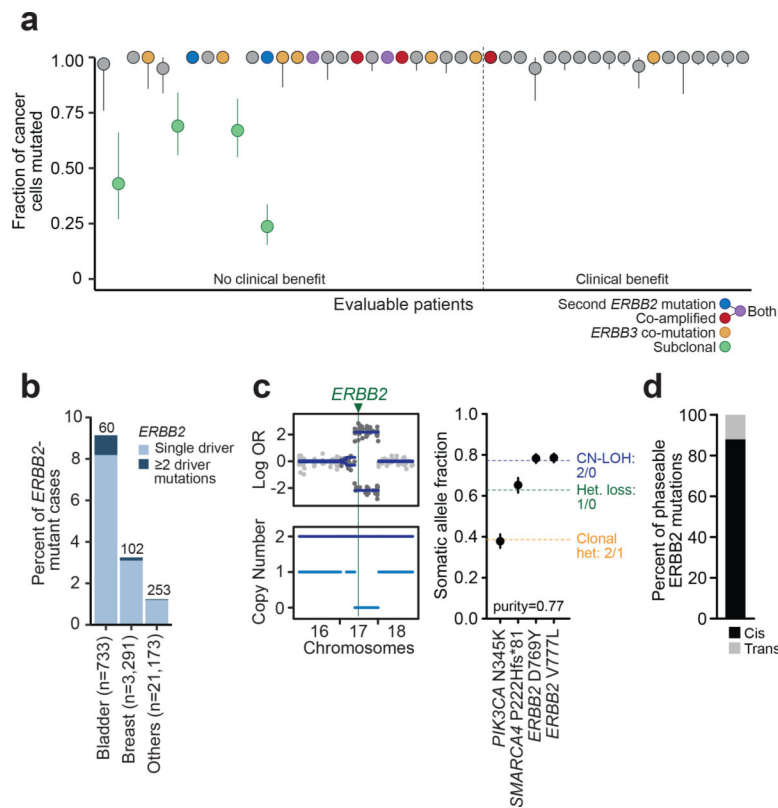 a
1.00
0.75
0.50
0.25
0
Fraction of cancer
cells mutated
No clinical benefit
Clinical benefit
Evaluable patients
Second ERBB2 mutation
Both
Co-amplified
ERBB3 co-mutation
Subclonal
b
10
8
6
4
2
0
Percent of ERBB2-
mutant cases
ERBB2
Single driver
≥2 driver
mutations
60
102
253
Bladder (n=733)
Breast (n=3,291)
Others (n=21,173)
c
ERBB2
2
0
-2
Log OR
2
1
0
Copy Number
16
17
18
Chromosomes
1.0
0.8
0.6
0.4
0.2
0.0
Somatic allele fraction
CN-LOH:
2/0
Het. loss:
1/0
Clonal
het: 2/1
purity=0.77
PIK3CA N345K
SMARCA4 P222Hfs*81
ERBB2 D769Y
ERBB2 V777L
d
100
80
60
40
20
0
Percent of phaseable
ERBB2 mutations
Cis
Trans